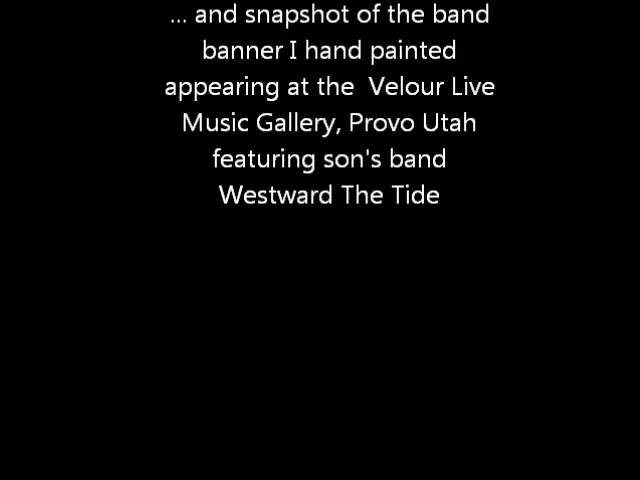 ... and snapshot of the band
banner I hand painted
appearing at the  Velour Live
Music Gallery, Provo Utah
featuring son's band
Westward The Tide